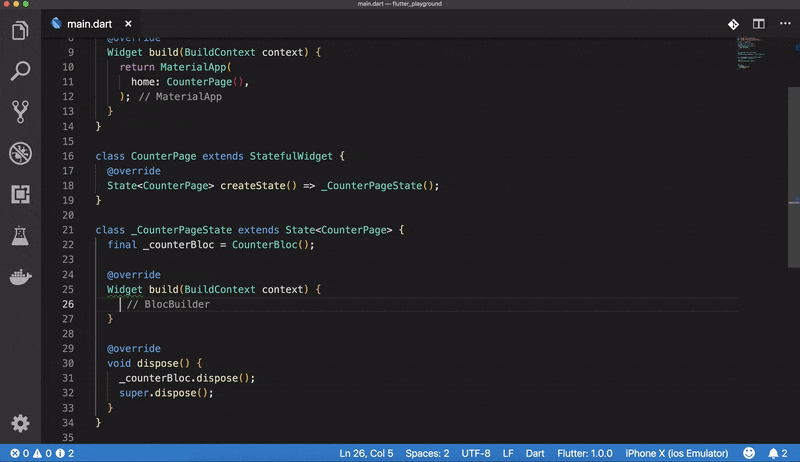 main.dart — flutter_playground
main.dart ×
8 @override
9 Widget build(BuildContext context) {
10 return MaterialApp(
11 home: CounterPage(),
12 ); // MaterialApp
13 }
14 }
15
16 class CounterPage extends StatefulWidget {
17 @override
18 State<CounterPage> createState() => _CounterPageState();
19 }
20
21 class _CounterPageState extends State<CounterPage> {
22 final _counterBloc = CounterBloc();
23
24 @override
25 Widget build(BuildContext context) {
26 // BlocBuilder
27 }
28
29 @override
30 void dispose() {
31 _counterBloc.dispose();
32 super.dispose();
33 }
34 }
35
0 0 2 Ln 26, Col 5 Spaces: 2 UTF-8 LF Dart Flutter: 1.0.0 iPhone X (ios Emulator) 2